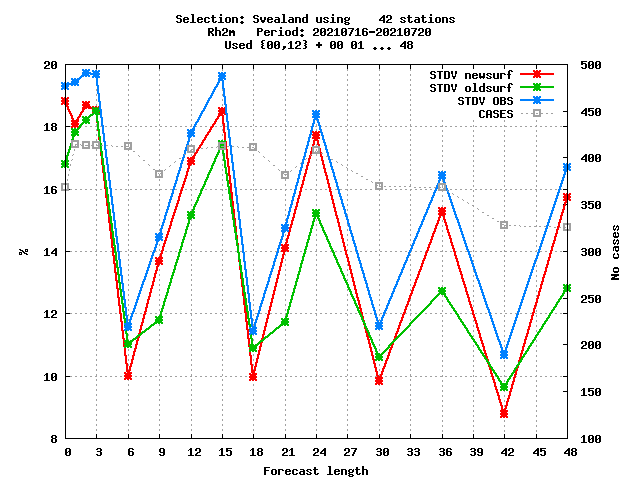 Selection: Svealand using     42 stations
Rh2m   Period: 20210716-20210720
Used {00,12} + 00 01 ... 48
STDV newsurf
STDV oldsurf
STDV OBS
CASES
20
18
16
14
12
10
8
%
500
450
400
350
300
250
200
150
100
No cases
0 3 6 9 12 15 18 21 24 27 30 33 36 39 42 45 48
Forecast length